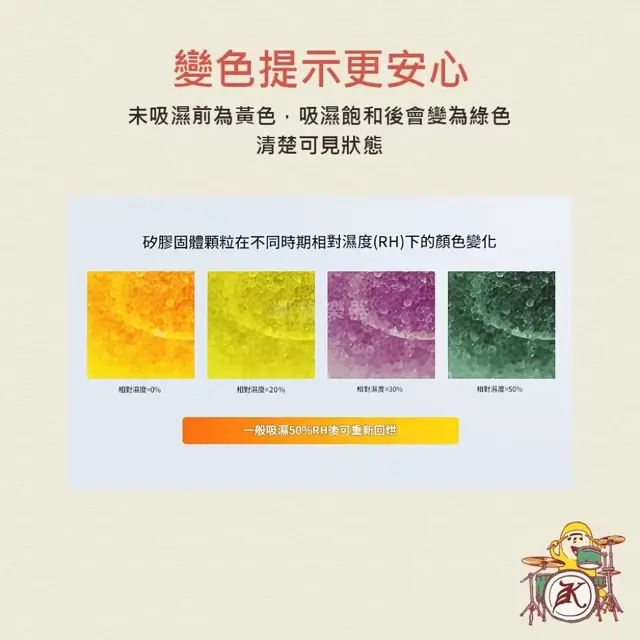 變色提示更安心
未吸濕前為黃色，吸濕飽和後會變為綠色
清楚可見狀態
矽膠固體顆粒在不同時期相對濕度(RH)下的顏色變化
相對濕度=0%
相對濕度=20%
相對濕度=30%
相對濕度=50%
一般吸濕50%RH後可重新回烘
K